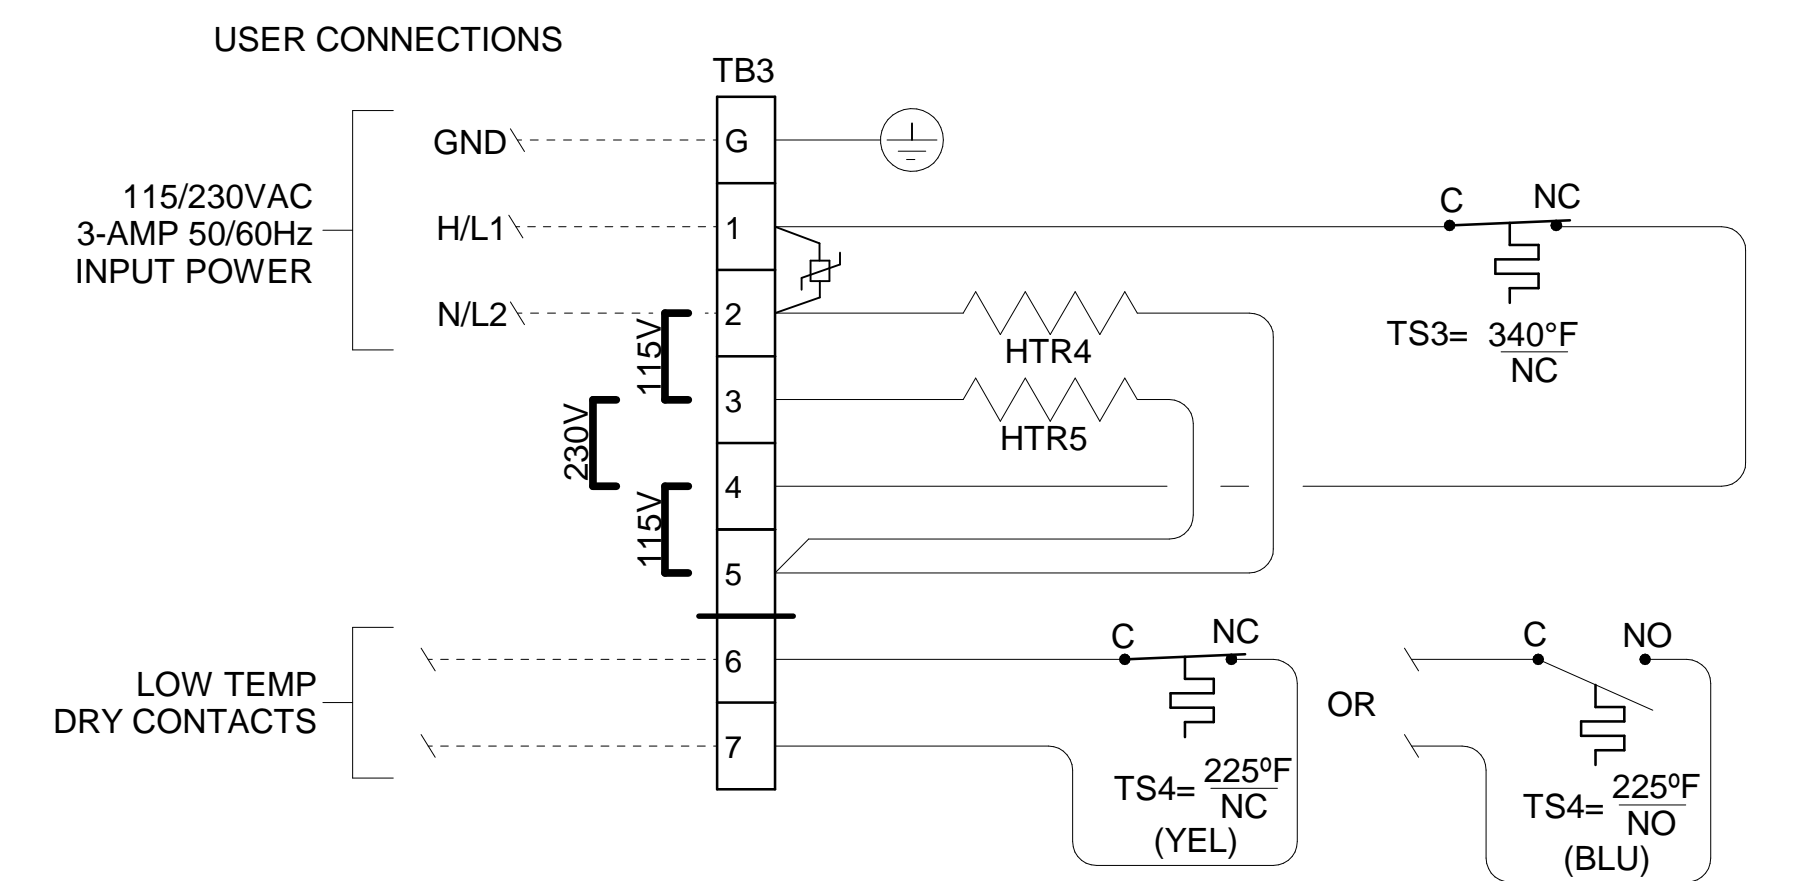 USER CONNECTIONS
TB3
GND
G
115/230VAC
3-AMP 50/60Hz
INPUT POWER
H/L1
1
C
NC
N/L2
2
HTR4
TS3= 340°F
NC
115V
3
HTR5
230V
4
115V
5
LOW TEMP
DRY CONTACTS
6
C
NC
OR
C
NO
7
TS4= 225⁰F
NC
(YEL)
TS4= 225⁰F
NO
(BLU)